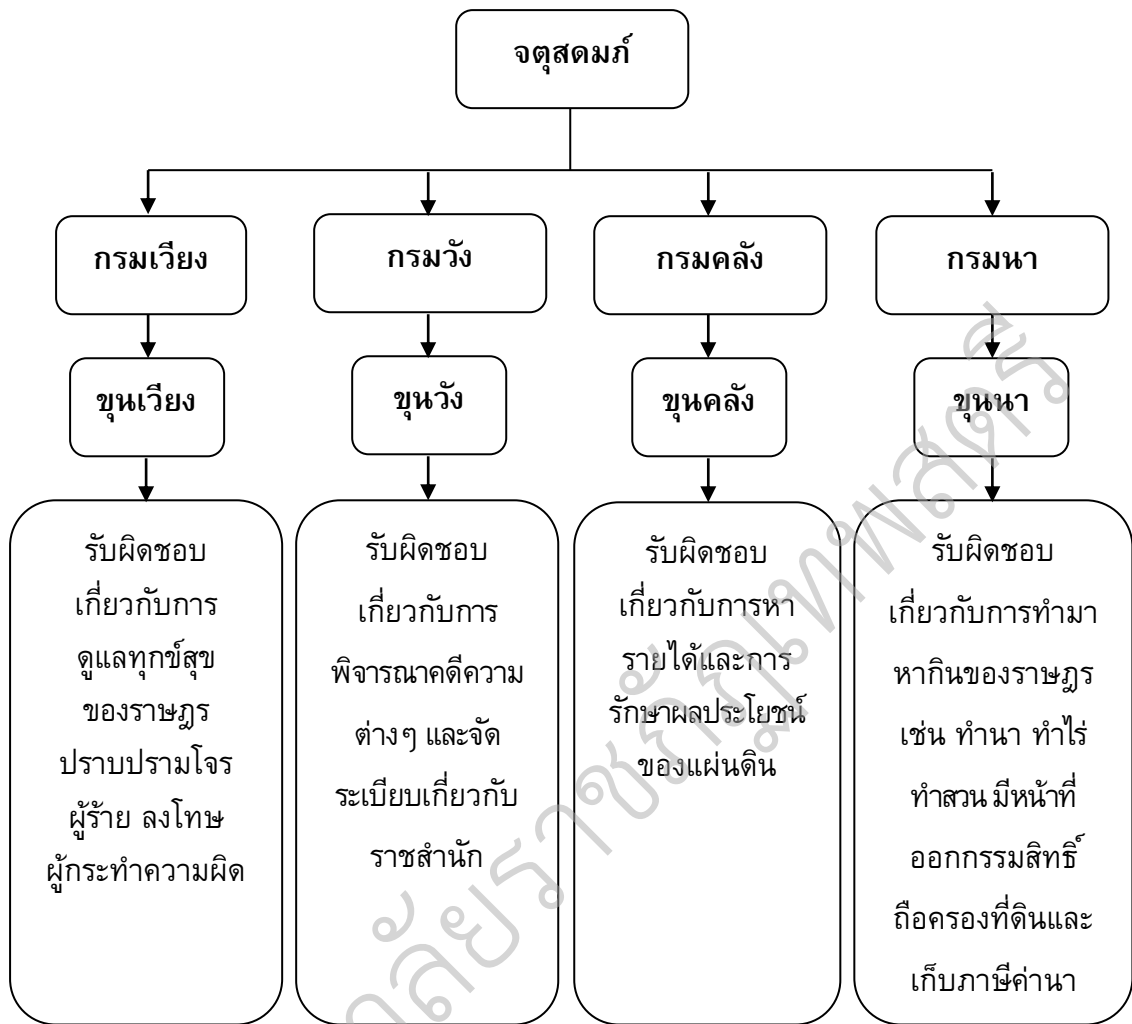 จตุสดมภ์
กรมเวียง
กรมวัง
กรมคลัง
กรมนา
ขุนเวียง
ขุนวัง
ขุนคลัง
ขุนนา
รับผิดชอบ
เกี่ยวกับการ
ดูแลทุกข์สุข
ของราษฎร
ปราบปรามโจร
ผู้ร้าย ลงโทษ
ผู้กระทำความผิด
รับผิดชอบ
เกี่ยวกับการ
พิจารณาคดีความ
ต่างๆ และจัด
ระเบียบเกี่ยวกับ
ราชสำนัก
รับผิดชอบ
เกี่ยวกับการหา
รายได้และการ
รักษาผลประโยชน์
ของแผ่นดิน
รับผิดชอบ
เกี่ยวกับการทำมา
หากินของราษฎร
เช่น ทำนา ทำไร่
ทำสวน มีหน้าที่
ออกกรรมสิทธิ์
ถือครองที่ดินและ
เก็บภาษีค่านา
ราชภัฏเทพสตรี